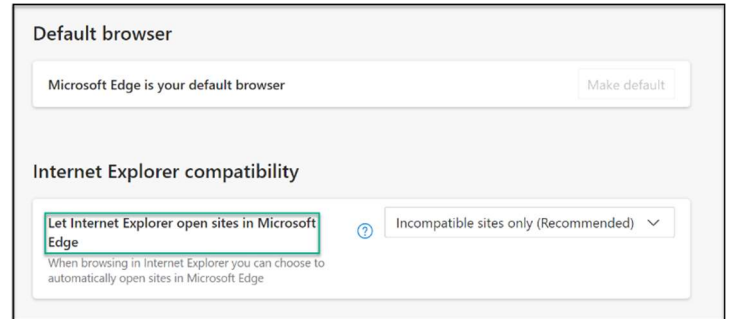 Default browser
Microsoft Edge is your default browser
Make default
Internet Explorer compatibility
Let Internet Explorer open sites in Microsoft
Edge
Incompatible sites only (Recommended)
When browsing in Internet Explorer you can choose to
automatically open sites in Microsoft Edge